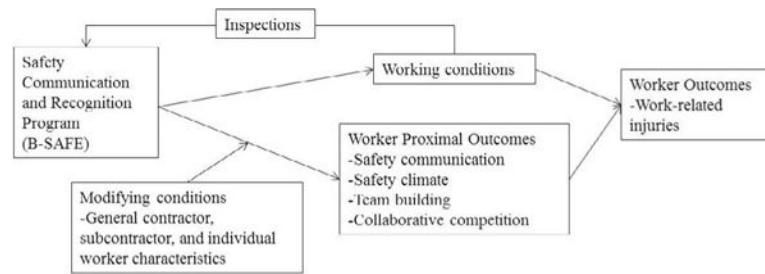 Inspections
Safety
Communication
and Recognition
Program
(B-SAFE)
Working conditions
Worker Outcomes
-Work-related
injuries
Worker Proximal Outcomes
-Safety communication
-Safety climate
-Team building
-Collaborative competition
Modifying conditions
-General contractor,
subcontractor, and individual
worker characteristics